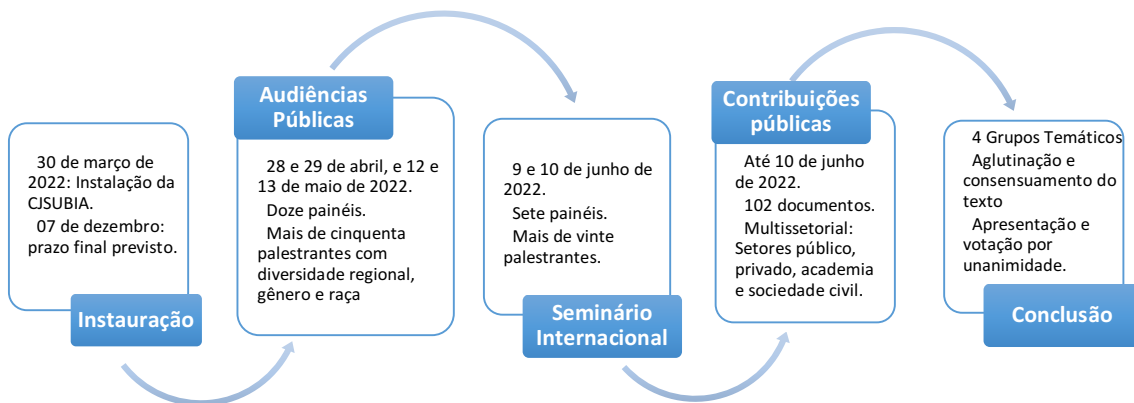 30 de março de
2022: Instalação da
CJSUBIA.
07 de dezembro:
prazo final previsto.
Instauração
Audiências
Públicas
28 e 29 de abril, e 12 e
13 de maio de 2022.
Doze painéis.
Mais de cinquenta
palestrantes com
diversidade regional,
gênero e raça
9 e 10 de junho de
2022.
Sete painéis.
Mais de vinte
palestrantes.
Seminário
Internacional
Contribuições
públicas
Até 10 de junho
de 2022.
102 documentos.
Multissetorial:
Setores público,
privado, academia
e sociedade civil.
4 Grupos Temáticos
Aglutinação e
consensuamento do
texto
Apresentação e
votação por
unanimidade.
Conclusão